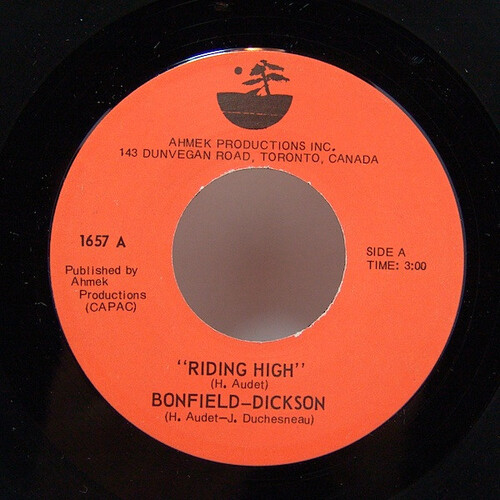 AHMEK PRODUCTIONS INC.
143 DUNVEGAN ROAD, TORONTO, CANADA
1657 A
Published by
Ahmek
Productions
(CAPAC)
SIDE A
TIME: 3:00
"RIDING HIGH"
(H. Audet)
BONFIELD-DICKSON
(H. Audet-J. Duchesneau)